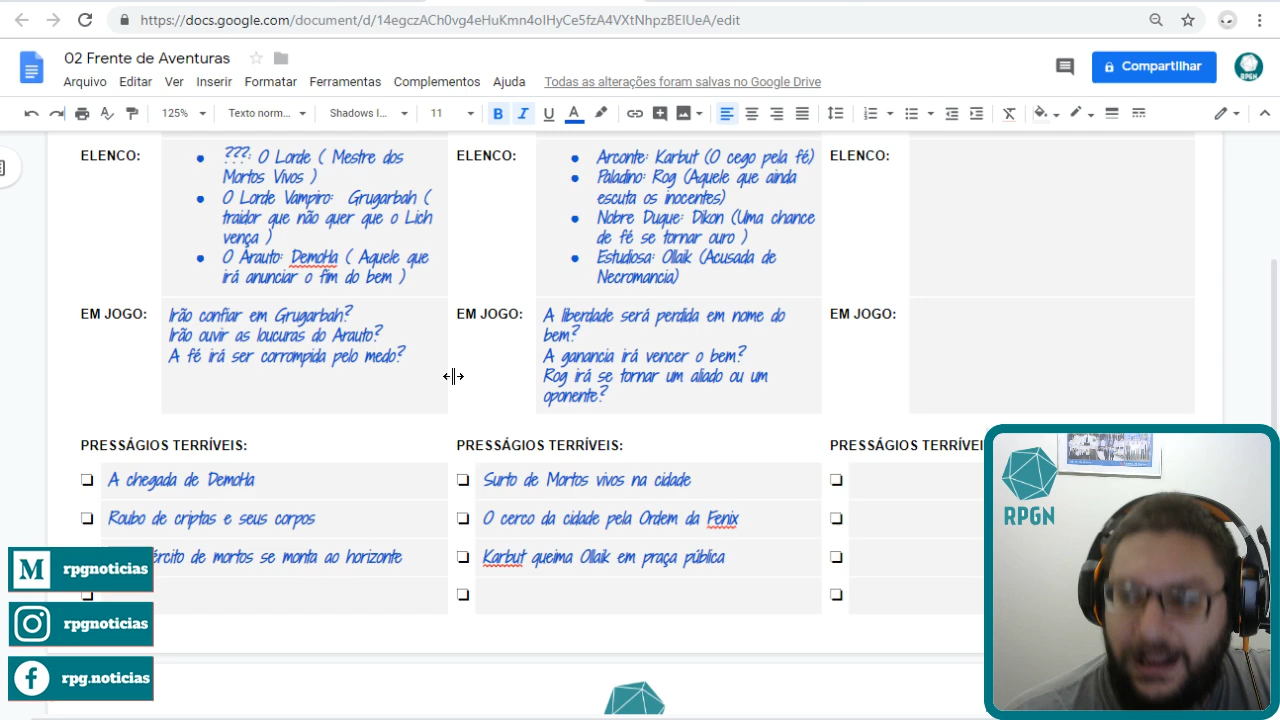 https://docs.google.com/document/d/14egczACh0vg4eHuKmn4oIHyCe5fzA4VXtNhpzBEIUeA/edit
02 Frente de Aventuras
Arquivo Editar Ver Inserir Formatar Ferramentas Complementos Ajuda Todas as alterações foram salvas no Google Drive
Compartilhar
RPGN
125% Texto norm... Shadows I... 11 B I U A
ELENCO:
???: O Lorde ( Mestre dos
Mortos Vivos )
O Lorde Vampiro: Grugarbah (
traidor que não quer que o Lich
vença )
O Arauto: DemoHa ( Aquele que
irá anunciar o fim do bem )
ELENCO:
Arconte: Karbut (O cego pela fé)
Paladino: Rog (Aquele que ainda
escuta os inocentes)
Nobre Duque: Dikon (Uma chance
de fé se tornar ouro )
Estudiosa: Ollaik (Acusada de
Necromancia)
ELENCO:
EM JOGO:
Irão confiar em Grugarbah?
Irão ouvir as loucuras do Arauto?
A fé irá ser corrompida pelo medo?
EM JOGO:
A liberdade será perdida em nome do
bem?
A ganancia irá vencer o bem?
Rog irá se tornar um aliado ou um
oponente?
EM JOGO:
PRESSÁGIOS TERRÍVEIS:
A chegada de DemoHa
Roubo de criptas e seus corpos
de mortos se monta ao horizonte
PRESSÁGIOS TERRÍVEIS:
Surto de Mortos vivos na cidade
O cerco da cidade pela Ordem da Fenix
Karbut queima Ollaik em praça pública
PRESSÁGIOS
RPGN
M rpgnoticias
rpgnoticias
f rpg.noticias